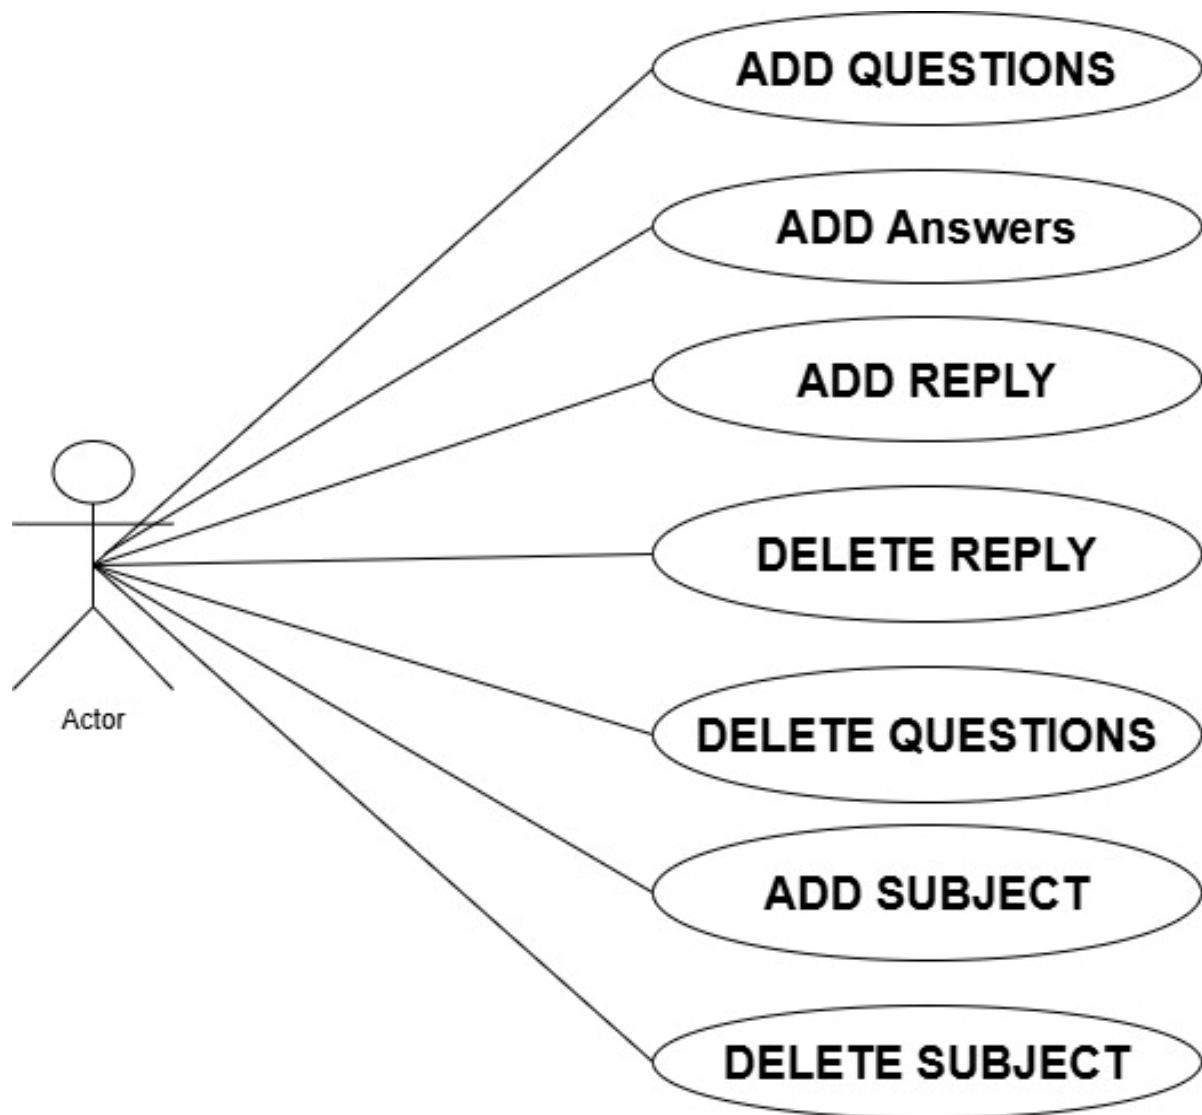 ADD QUESTIONS
ADD Answers
ADD REPLY
DELETE REPLY
Actor
DELETE QUESTIONS
ADD SUBJECT
DELETE SUBJECT